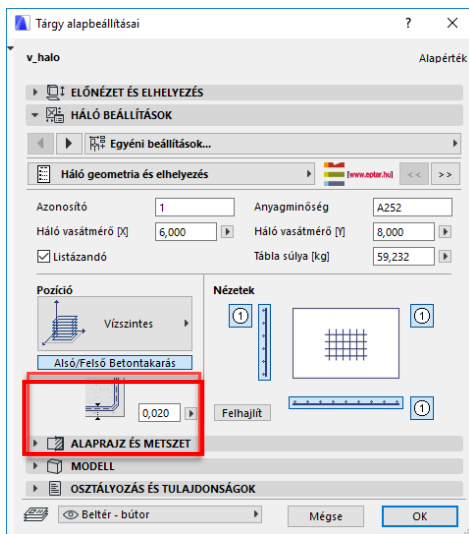 Tárgy alapbeállításai ? ×
v_halo Alapérték
ELŐNÉZET ÉS ELHELYEZÉS
HÁLÓ BEÁLLÍTÁSOK
Egyéni beállítások...
Háló geometria és elhelyezés [www.eptar.hu] << >>
Azonosító 1 Anyagminőség A252
Háló vasátmérő [X] 6,000 Háló vasátmérő [Y] 8,000
Listázandó Tábla súlya [kg] 59,232
Pozíció Nézetek
Vízszintes 1 1
Alsó/Felső Betontakarás
0,020 Felhajlít 1
ALAPRAJZ ÉS METSZET
MODELL
OSZTÁLYOZÁS ÉS TULAJDONSÁGOK
Beltér - bútor Mégse OK